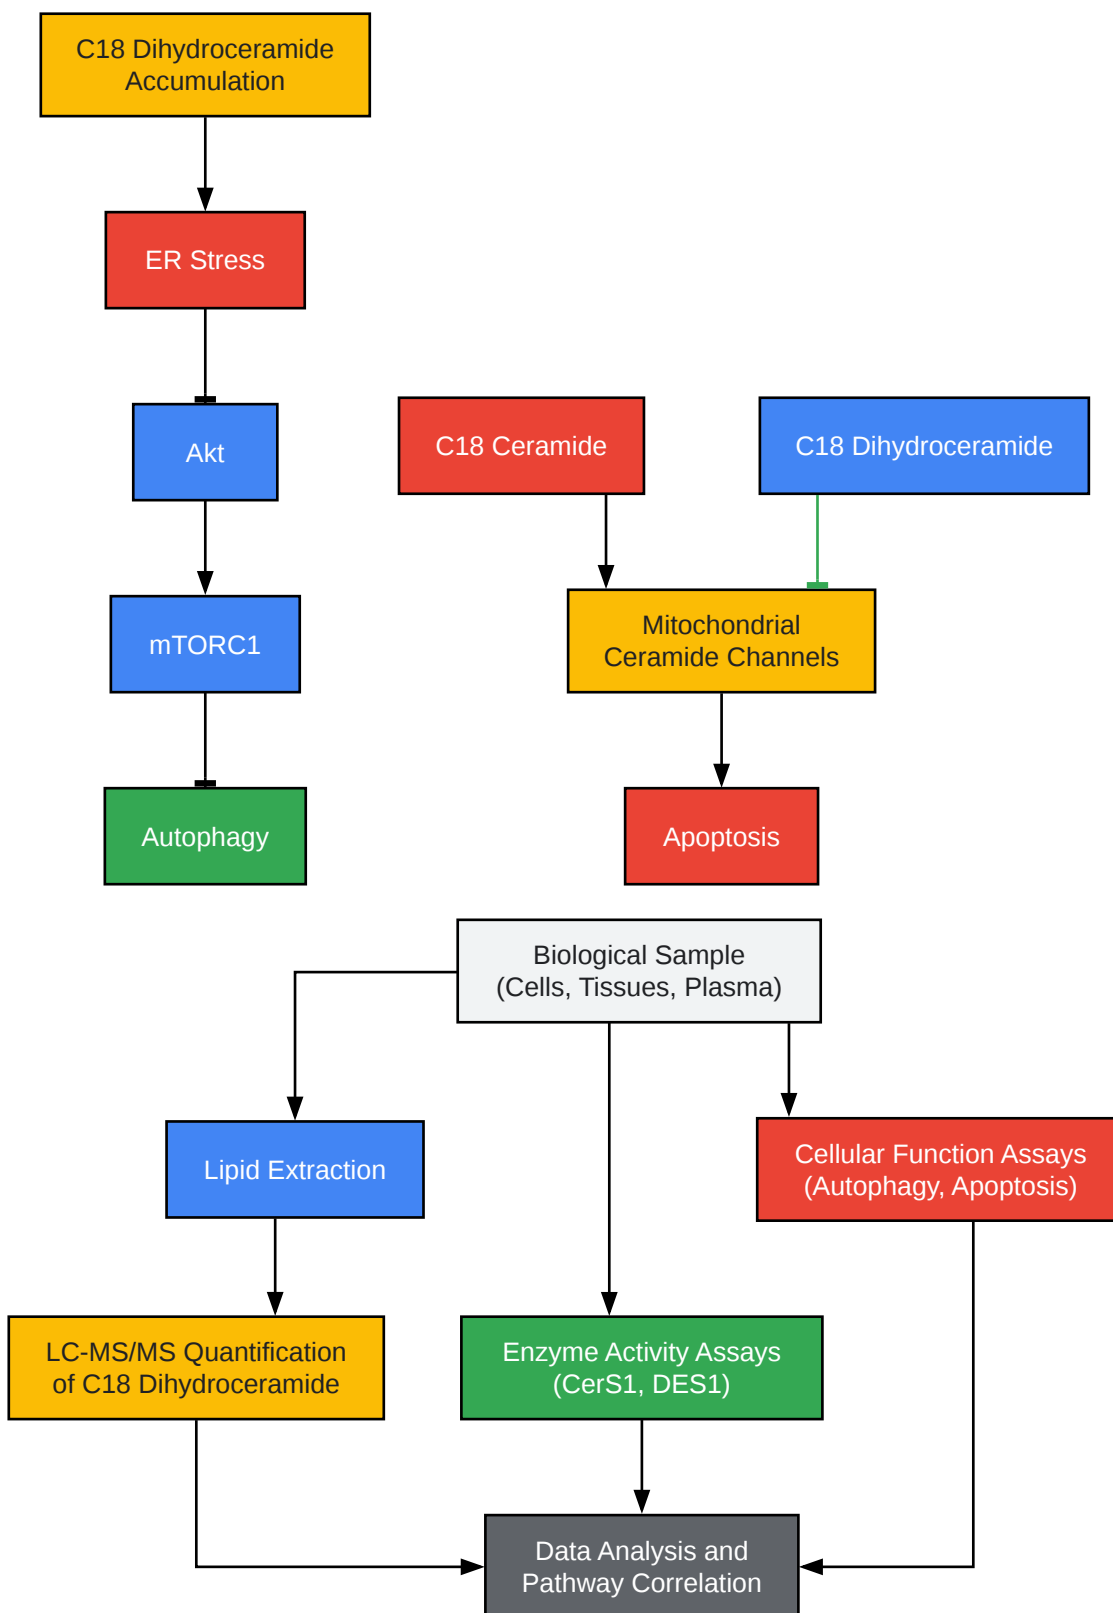 C18 Dihydroceramide
Accumulation
ER Stress
Akt
mTORC1
Autophagy
C18 Ceramide
C18 Dihydroceramide
Mitochondrial
Ceramide Channels
Apoptosis
Biological Sample
(Cells, Tissues, Plasma)
Lipid Extraction
Cellular Function Assays
(Autophagy, Apoptosis)
LC-MS/MS Quantification
of C18 Dihydroceramide
Enzyme Activity Assays
(CerS1, DES1)
Data Analysis and
Pathway Correlation